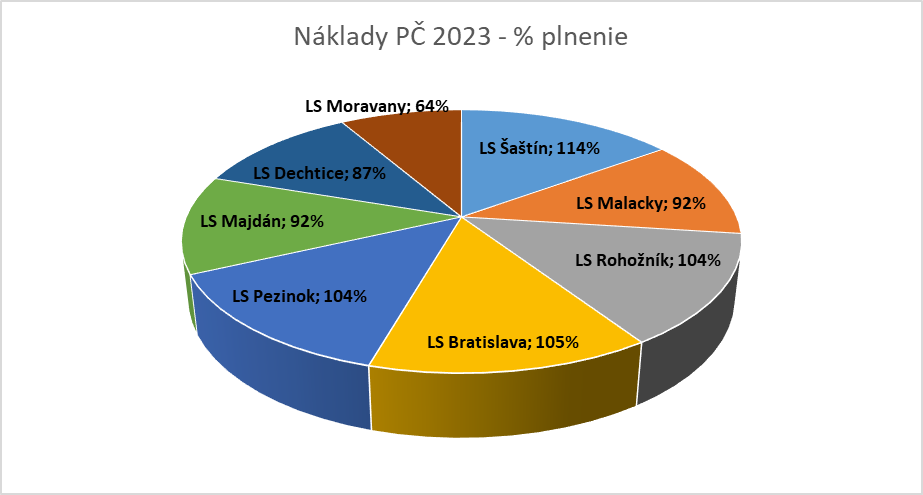 Náklady PČ 2023 - % plnenie
LS Moravany; 64%
LS Šaštín; 114%
LS Dechtice; 87%
LS Malacky; 92%
LS Majdán; 92%
LS Rohožník; 104%
LS Pezinok; 104%
LS Bratislava; 105%